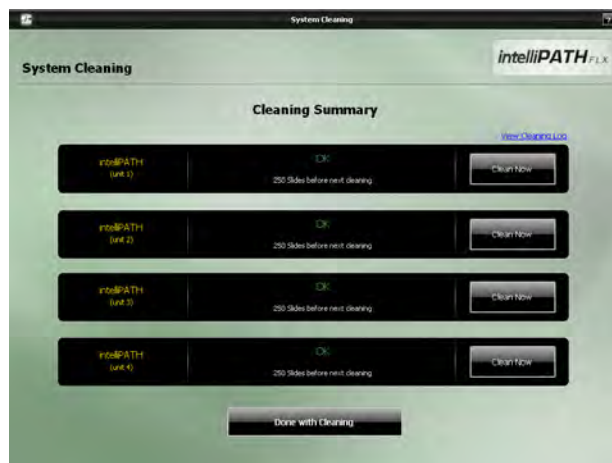 System Cleaning
intelliPATH FLX
System Cleaning
Cleaning Summary
View Cleaning Log
intelliPATH
(unit 1)
OK
250 Slides before next cleaning
Clean Now
intelliPATH
(unit 2)
OK
250 Slides before next cleaning
Clean Now
intelliPATH
(unit 3)
OK
250 Slides before next cleaning
Clean Now
intelliPATH
(unit 4)
OK
250 Slides before next cleaning
Clean Now
Done with Cleaning